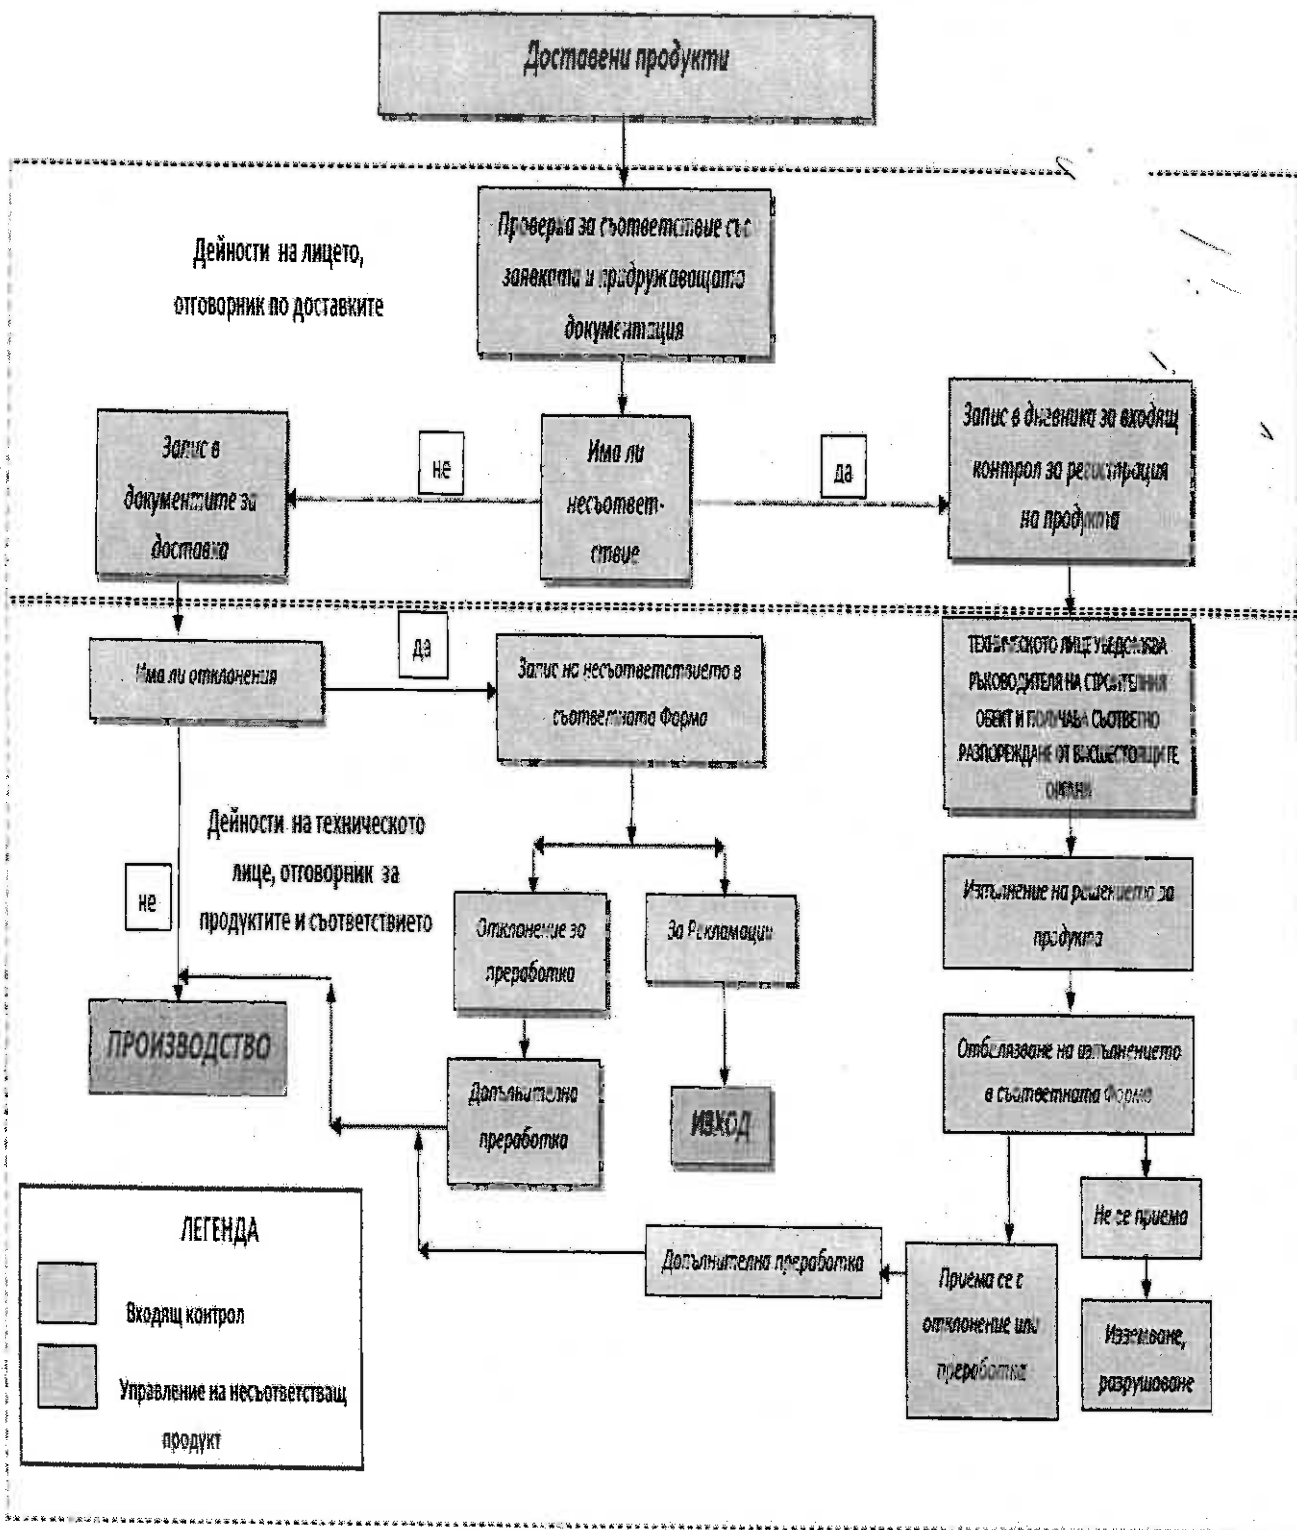 Доставени продукти
Проверка за съответствие със
заявката и придружаващата
документация
Дейности на лицето,
отговорник по доставките
Запис в
документите за
доставка
не
Има ли
несъответ-
ствие
да
Запис в дневника за входящ
контрол за регистрация
на продукта
Има ли отклонения
да
Запис на несъответствието в
съответната Форма
ТЕХНИЧЕСКОТО ЛИЦЕ УВЕДОМЯВА
РЪКОВОДИТЕЛЯ НА СТРОИТЕЛНИЯ
ОБЕКТ И ПОЛУЧАВА СЪОТВЕТНО
РАЗПОРЕЖДАНЕ ОТ ВИСШЕСТОЯЩИТЕ
ОРГАНИ
Дейности на техническото
лице, отговорник за
продуктите и съответствието
не
Отклонение за
преработка
За Рекламации
Изпълнение на решението за
продукта
ПРОИЗВОДСТВО
Допълнителна
преработка
ИЗХОД
Отбелязване на изпълнението
в съответната Форма
Не се приема
Допълнителна преработка
Приема се с
отклонение или
преработка
Изземване,
разрушаване
ЛЕГЕНДА
Входящ контрол
Управление на несъответстващ
продукт